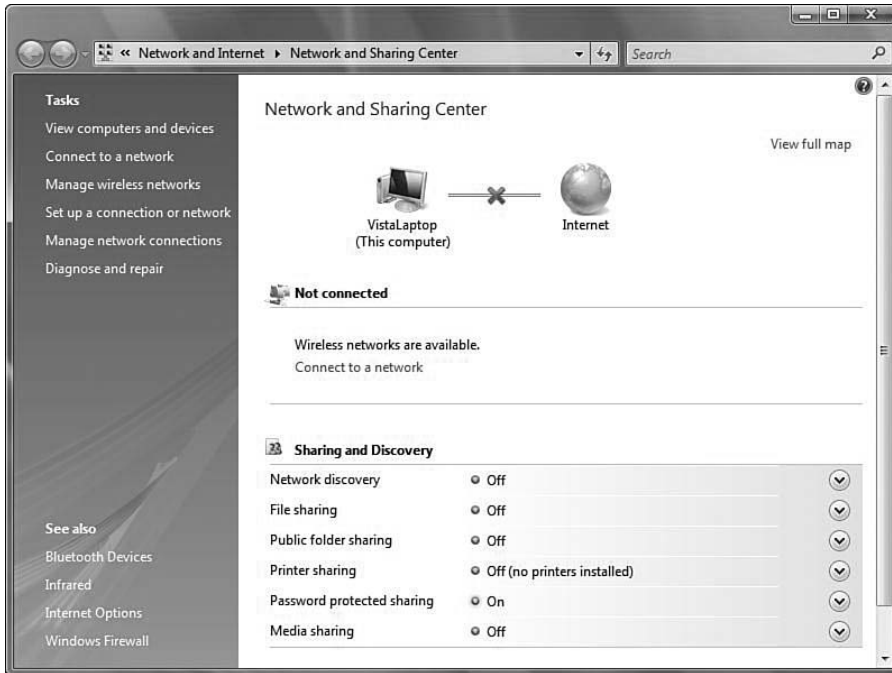 « Network and Internet ▸ Network and Sharing Center
Search
Tasks
View computers and devices
Connect to a network
Manage wireless networks
Set up a connection or network
Manage network connections
Diagnose and repair
See also
Bluetooth Devices
Infrared
Internet Options
Windows Firewall
Network and Sharing Center
View full map
VistaLaptop
(This computer)
Internet
Not connected
Wireless networks are available.
Connect to a network
Sharing and Discovery
Network discovery Off
File sharing Off
Public folder sharing Off
Printer sharing Off (no printers installed)
Password protected sharing On
Media sharing Off